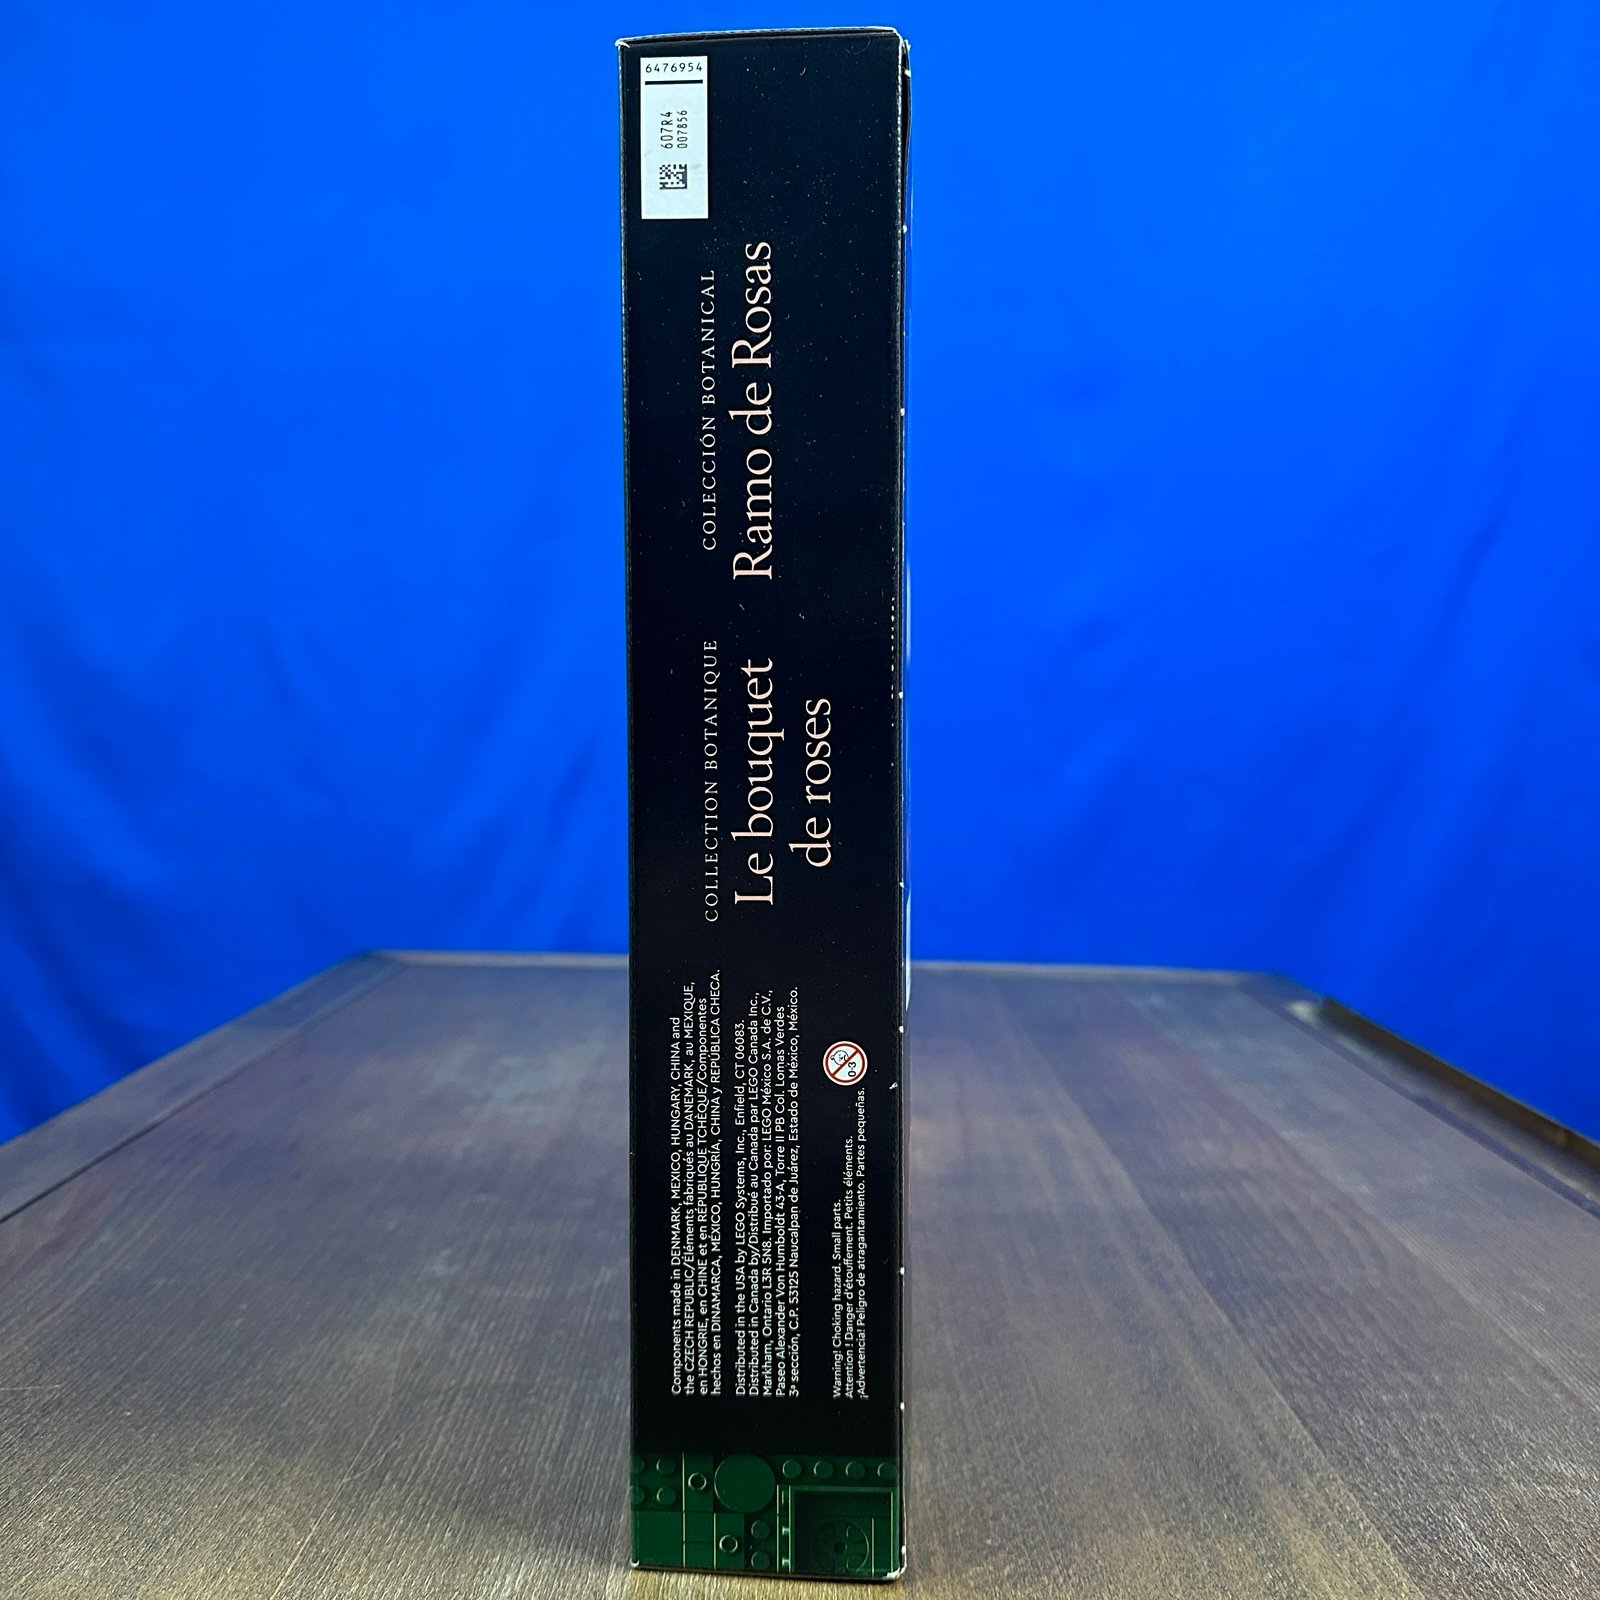 6476954
607R4
007856
COLLECTION BOTANIQUE
Le bouquet
de roses
COLECCIÓN BOTANICAL
Ramo de Rosas
Components made in DENMARK, MEXICO, HUNGARY, CHINA and
the CZECH REPUBLIC/Éléments fabriqués au DANEMARK, au MEXIQUE,
en HONGRIE, en CHINE et en RÉPUBLIQUE TCHÈQUE/Componentes
hechos en DINAMARCA, MÉXICO, HUNGRÍA, CHINA y REPÚBLICA CHECA.
Distributed in the USA by LEGO Systems, Inc., Enfield, CT 06083.
Distributed in Canada by/Distribué au Canada par LEGO Canada Inc.,
Markham, Ontario L3R 5N8. Importado por: LEGO México S.A. de C.V.,
Paseo Alexander Von Humboldt 43-A, Torre II PB Col. Lomas Verdes
3ª sección, C.P. 53125 Naucalpan de Juárez, Estado de México, México.
Warning! Choking hazard. Small parts.
Attention ! Danger d'étouffement. Petits éléments.
¡Advertencia! Peligro de atragantamiento. Partes pequeñas.
0-3